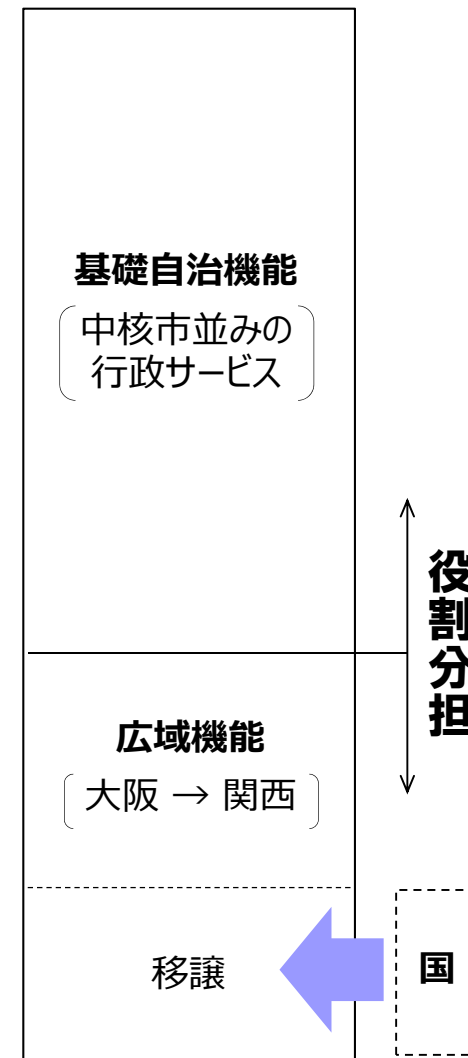 基礎自治機能
中核市並みの
行政サービス
役割分担
広域機能
大阪 → 関西
移譲
国